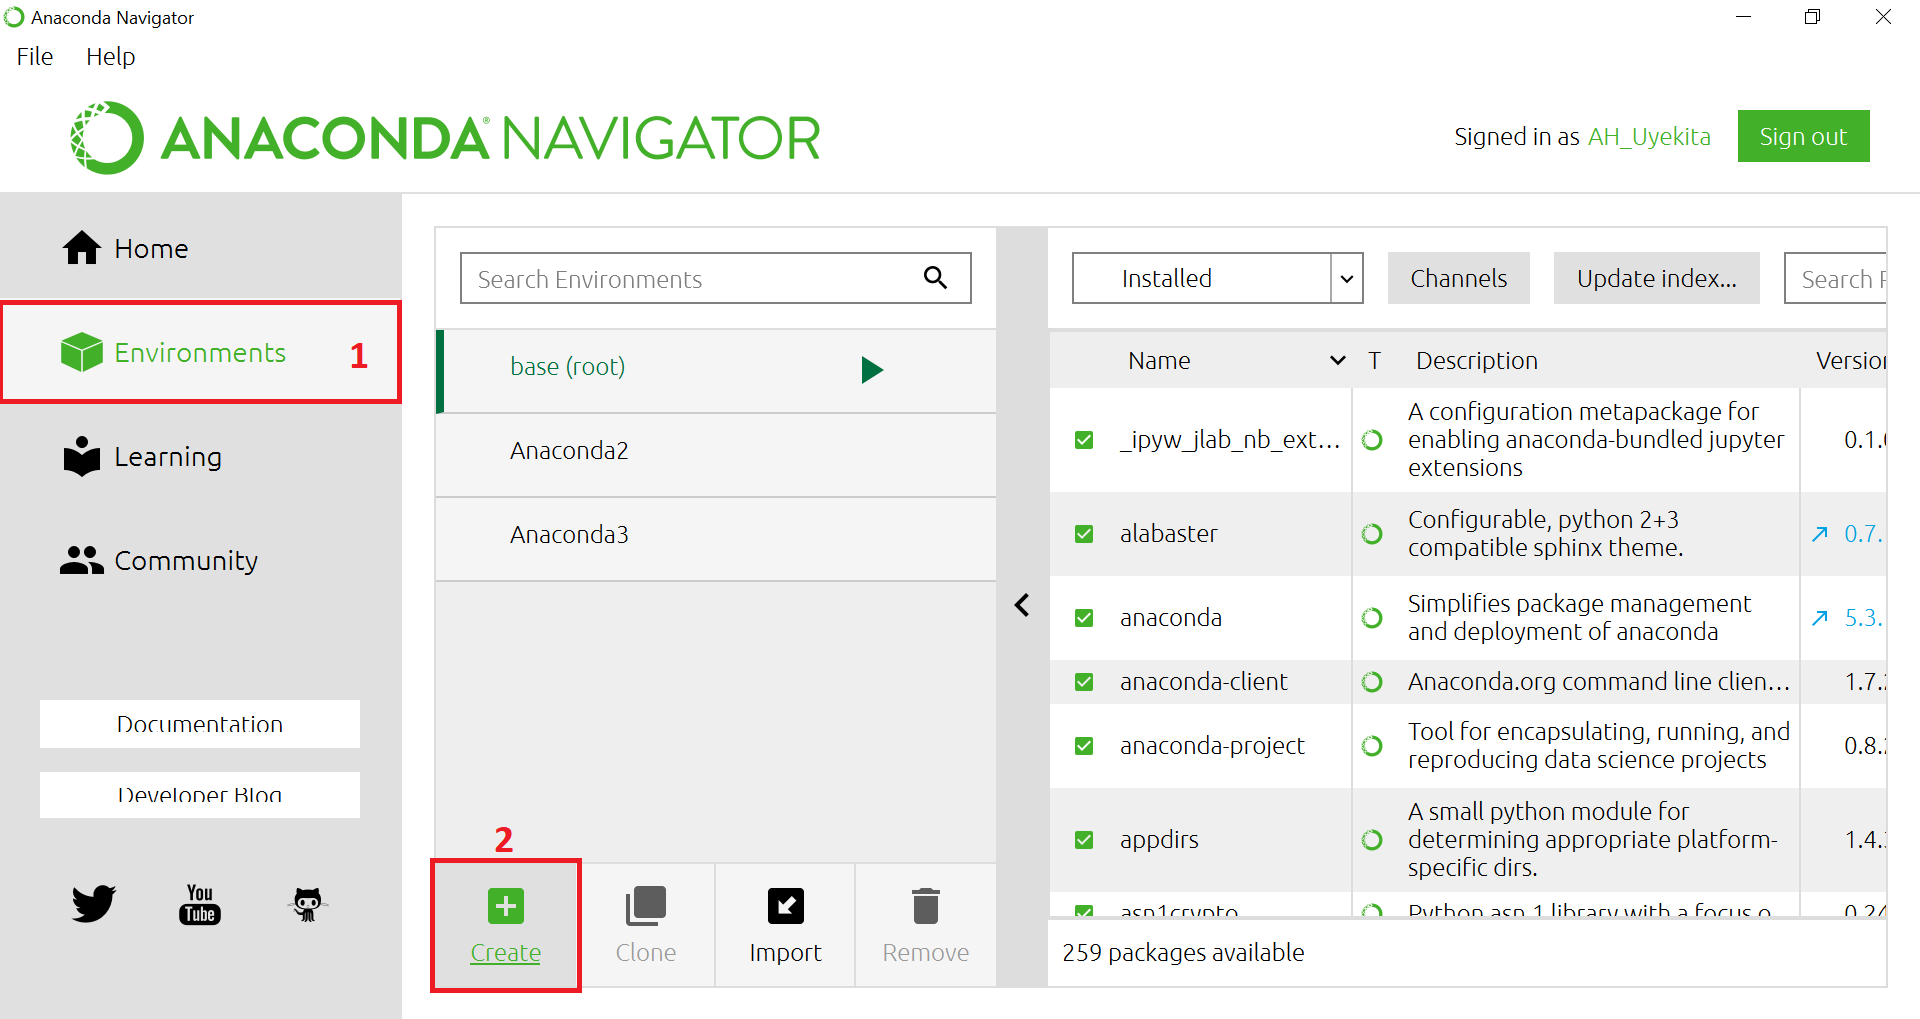 Anaconda Navigator
File Help
ANACONDA® NAVIGATOR
Signed in as AH_Uyekita Sign out
Home
Environments 1
Learning
Community
Documentation
Developer Blog
You
Tube
Search Environments
base (root)
Anaconda2
Anaconda3
2
Create Clone Import Remove
Installed Channels Update index...
Search
Name T Description Version
_ipyw_jlab_nb_ext...
A configuration metapackage for
enabling anaconda-bundled jupyter
extensions
0.1.
alabaster
Configurable, python 2+3
compatible sphinx theme.
0.7.
anaconda
Simplifies package management
and deployment of anaconda
5.3.
anaconda-client Anaconda.org command line clien... 1.7.
anaconda-project
Tool for encapsulating, running, and
reproducing data science projects
0.8.
appdirs
A small python module for
determining appropriate platform-
specific dirs.
1.4.
asn1crypto Python asn.1 library with a focus o... 0.24
259 packages available